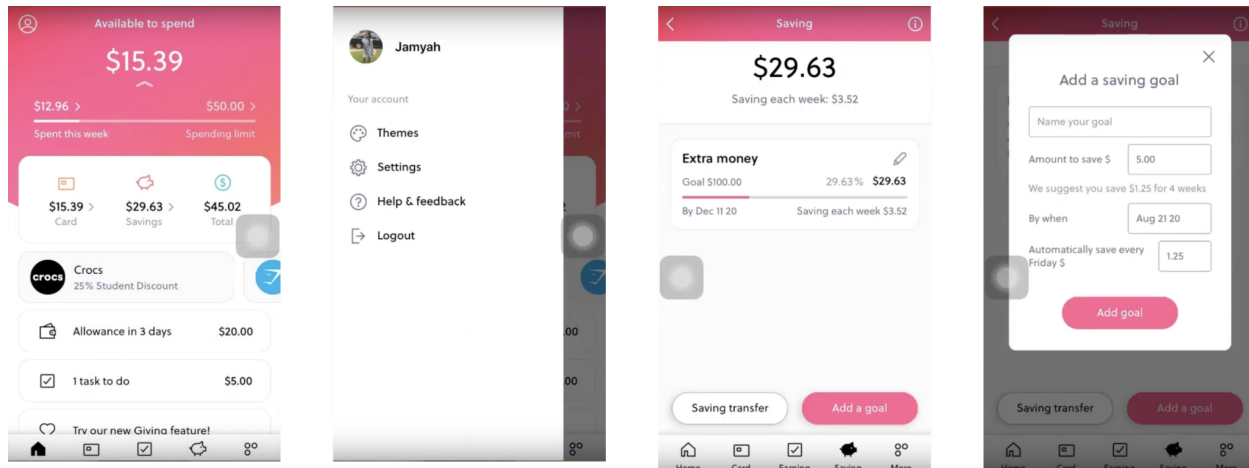 Available to spend
$15.39
$12.96 >
$50.00 >
Spent this week
Spending limit
$15.39 >
$29.63 >
$45.02
Card
Savings
Total
crocs
Crocs
25% Student Discount
Allowance in 3 days
$20.00
1 task to do
$5.00
Try our new Giving feature!
Jamyah
Your account
Themes
Settings
Help & feedback
Logout
.00
00
Saving
$29.63
Saving each week: $3.52
Extra money
Goal $100.00
29.63% $29.63
By Dec 11 20
Saving each week $3.52
Saving transfer
Add a goal
Home
Card
Earning
Saving
More
Saving
Add a saving goal
Name your goal
Amount to save $
5.00
We suggest you save $1.25 for 4 weeks
By when
Aug 21 20
Automatically save every
Friday $
1.25
Add goal
Saving transfer
Add a goal
Home
Card
Earning
Saving
More